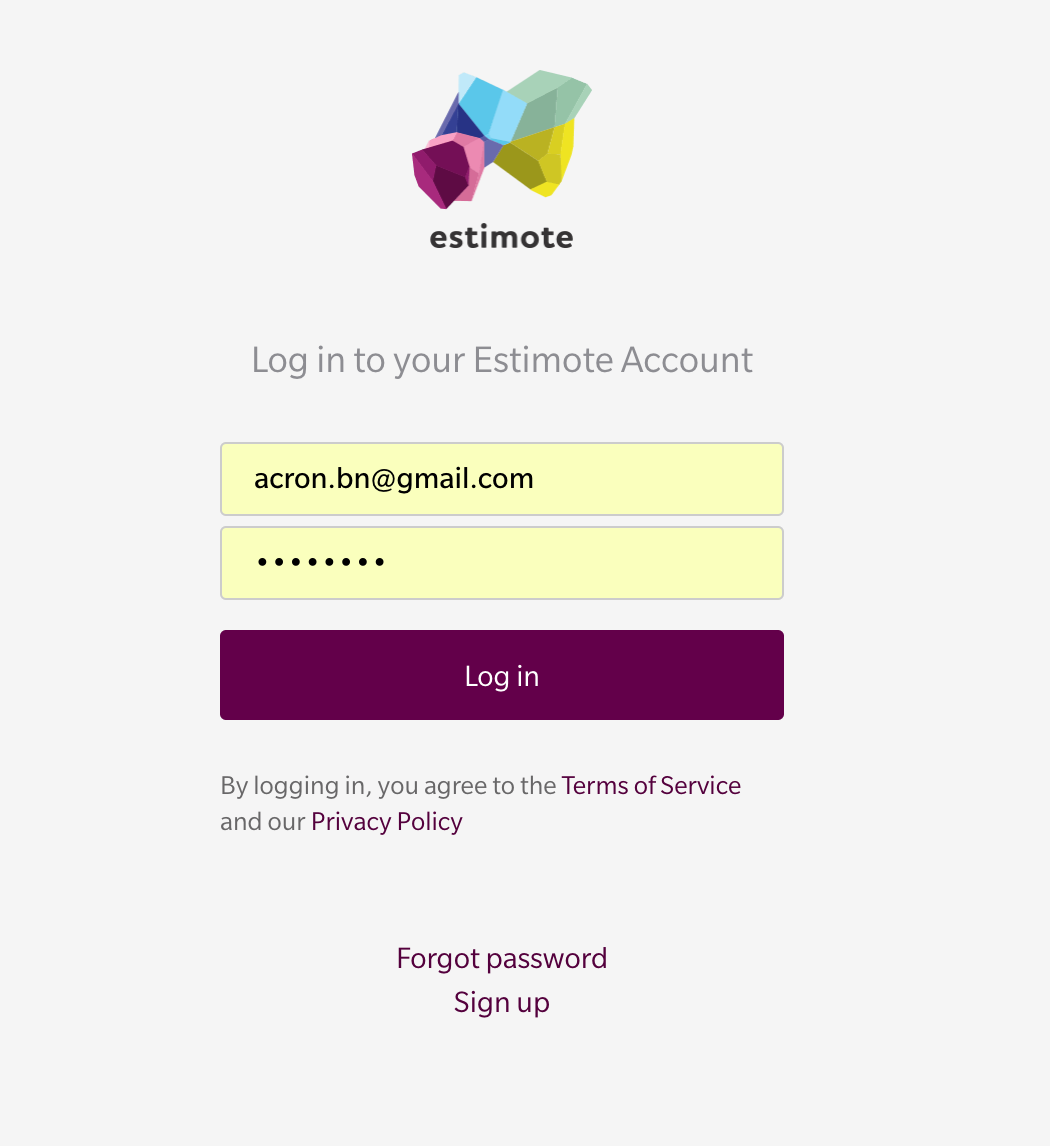 estimote
Log in to your Estimote Account
acron.bn@gmail.com
••••••••
Log in
By logging in, you agree to the Terms of Service
and our Privacy Policy
Forgot password
Sign up